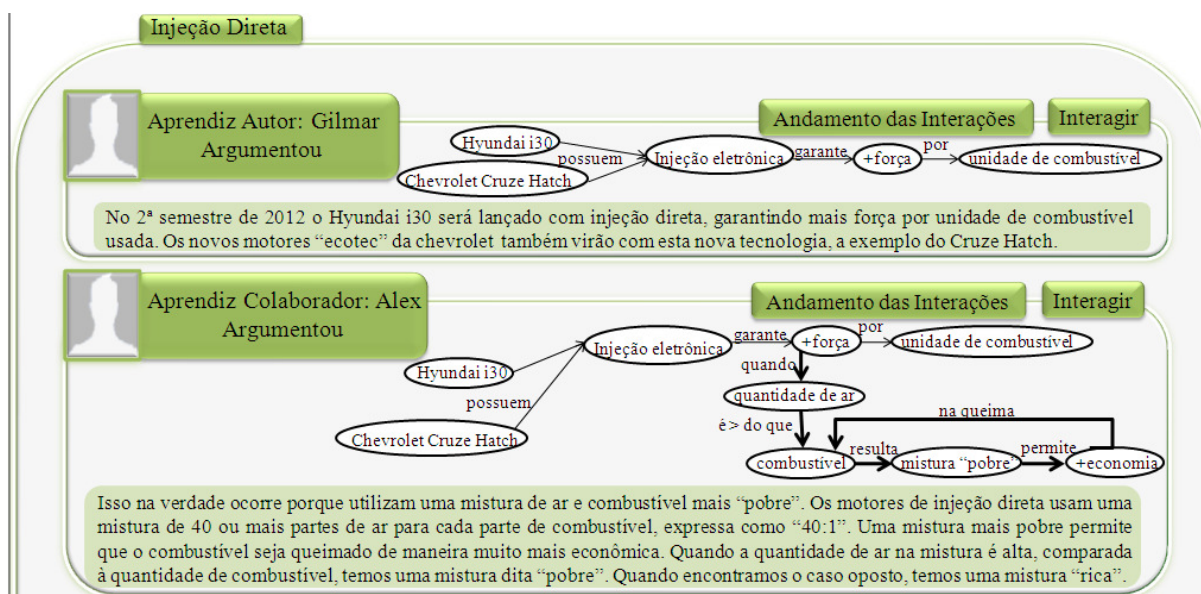 Injeção Direta
Aprendiz Autor: Gilmar
Argumentou
Andamento das Interações
Interagir
Hyundai i30
possuem
Chevrolet Cruze Hatch
Injeção eletrônica
garante
+força
por
unidade de combustível
No 2ª semestre de 2012 o Hyundai i30 será lançado com injeção direta, garantindo mais força por unidade de combustível
usada. Os novos motores “ecotec” da chevrolet também virão com esta nova tecnologia, a exemplo do Cruze Hatch.
Aprendiz Colaborador: Alex
Argumentou
Andamento das Interações
Interagir
Hyundai i30
possuem
Chevrolet Cruze Hatch
Injeção eletrônica
garante
+força
por
unidade de combustível
quando
quantidade de ar
é > do que
na queima
combustível
resulta
mistura “pobre”
permite
+economia
Isso na verdade ocorre porque utilizam uma mistura de ar e combustível mais “pobre”. Os motores de injeção direta usam uma
mistura de 40 ou mais partes de ar para cada parte de combustível, expressa como “40:1”. Uma mistura mais pobre permite
que o combustível seja queimado de maneira muito mais econômica. Quando a quantidade de ar na mistura é alta, comparada
à quantidade de combustível, temos uma mistura dita “pobre”. Quando encontramos o caso oposto, temos uma mistura “rica”.